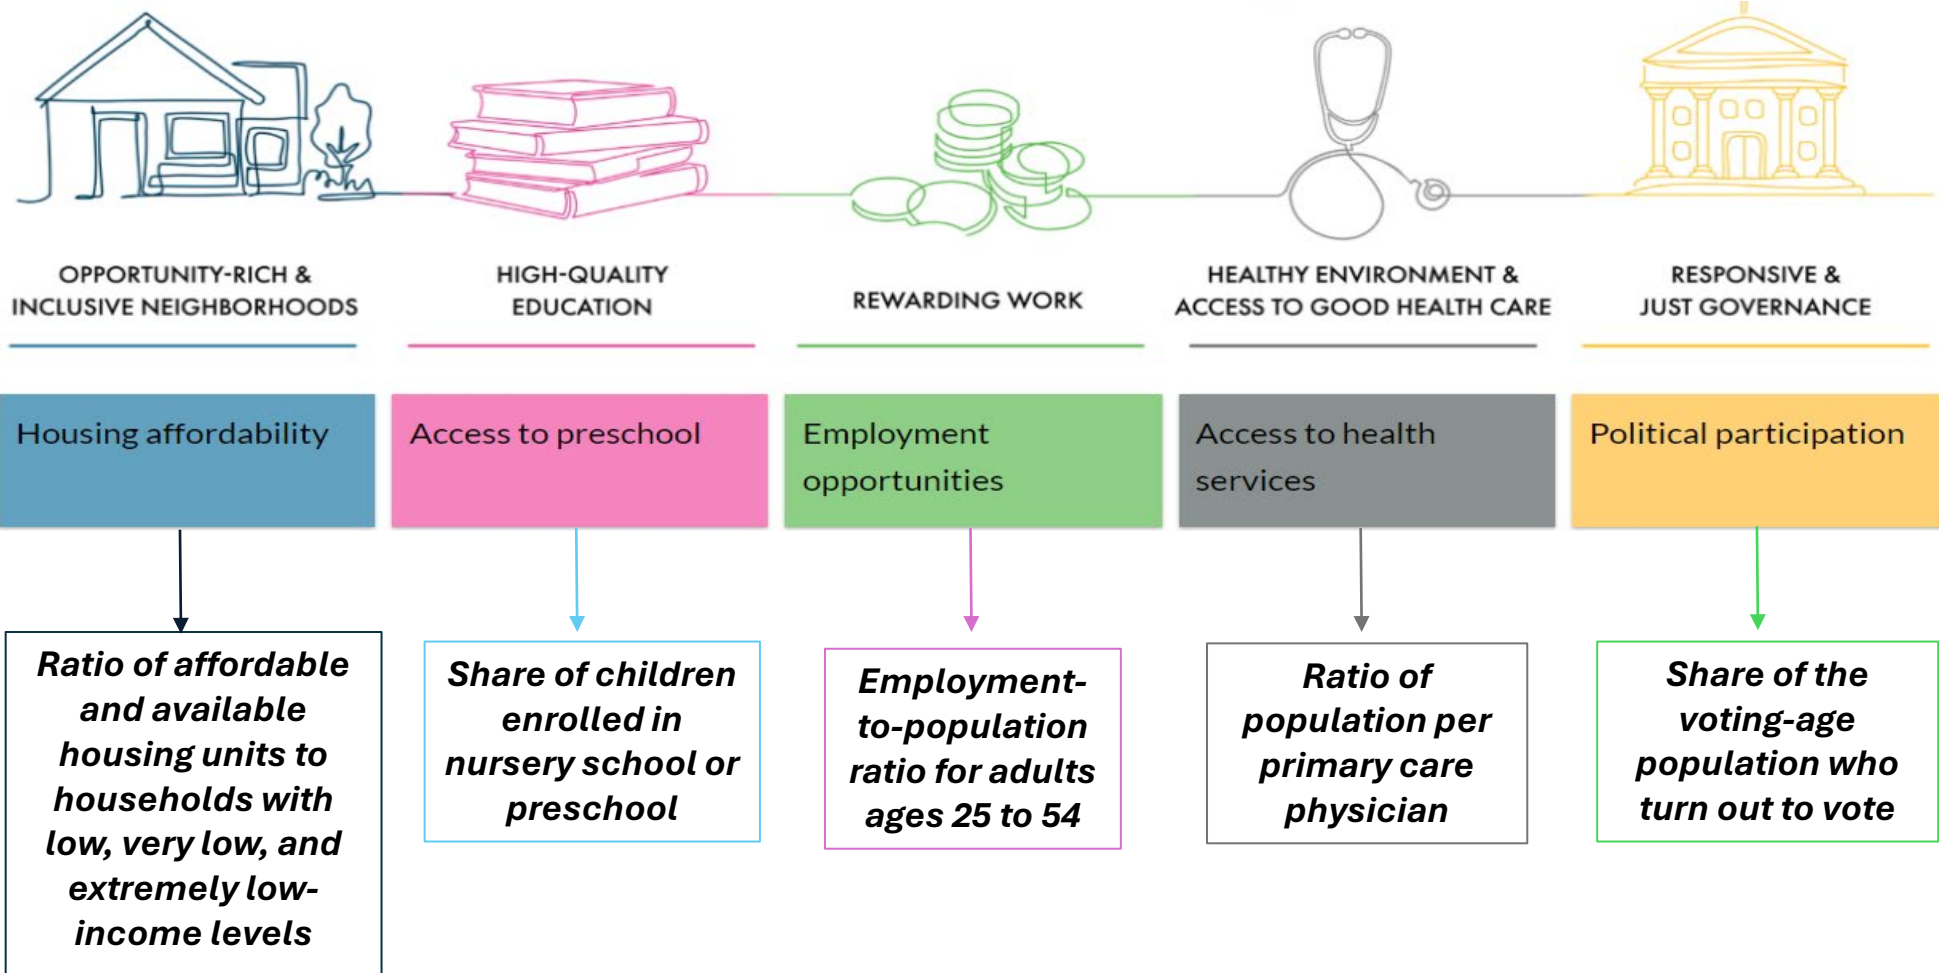 OPPORTUNITY-RICH &
INCLUSIVE NEIGHBORHOODS
HIGH-QUALITY
EDUCATION
REWARDING WORK
HEALTHY ENVIRONMENT &
ACCESS TO GOOD HEALTH CARE
RESPONSIVE &
JUST GOVERNANCE
Housing affordability
Access to preschool
Employment
opportunities
Access to health
services
Political participation
Ratio of affordable
and available
housing units to
households with
low, very low, and
extremely low-
income levels
Share of children
enrolled in
nursery school or
preschool
Employment-
to-population
ratio for adults
ages 25 to 54
Ratio of
population per
primary care
physician
Share of the
voting-age
population who
turn out to vote